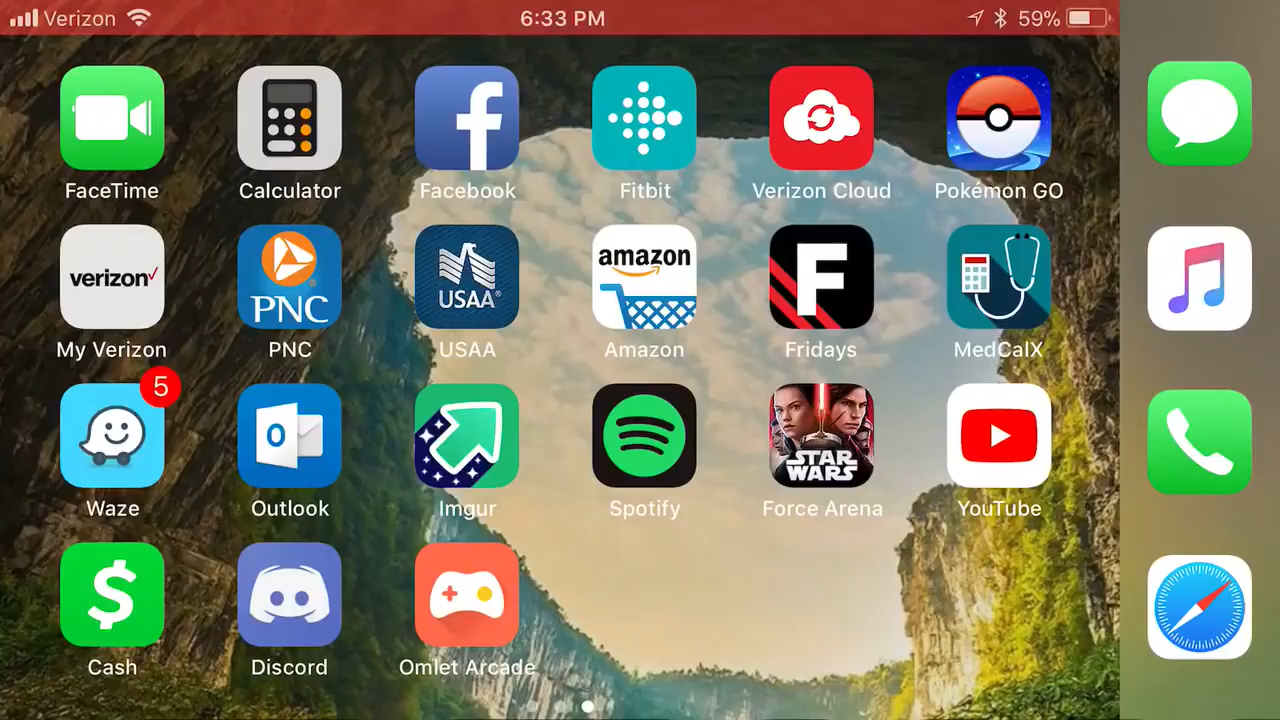 Verizon 6:33 PM 59%
FaceTime Calculator Facebook Fitbit Verizon Cloud Pokémon GO
verizon✓ PNC USAA® amazon F
My Verizon PNC USAA Amazon Fridays MedCalX
5
STAR WARS
Waze Outlook Imgur Spotify Force Arena YouTube
$
Cash Discord Omlet Arcade